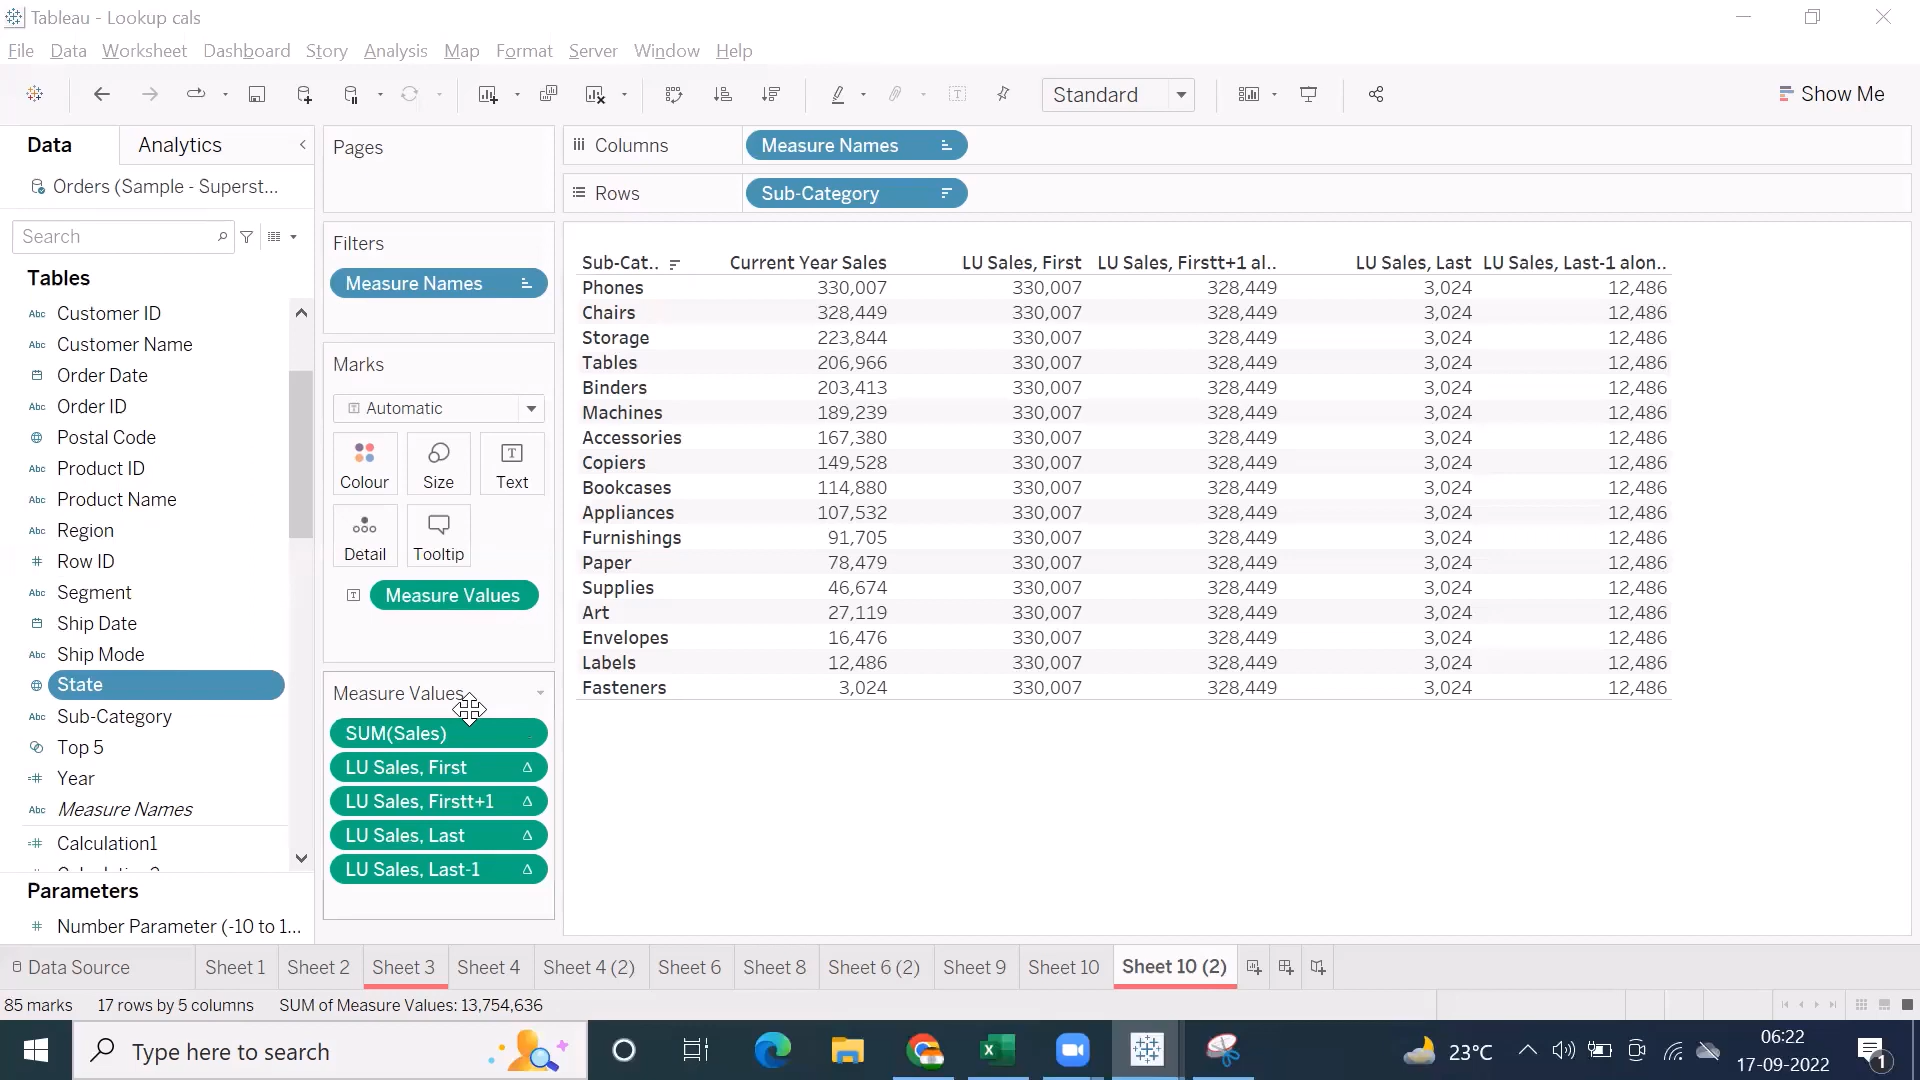 Tableau - Lookup cals
File Data Worksheet Dashboard Story Analysis Map Format Server Window Help
Standard
Show Me
Data
Analytics
Orders (Sample - Superst...
Search
Tables
Abc Customer ID
Abc Customer Name
Order Date
Abc Order ID
Postal Code
Abc Product ID
Abc Product Name
Abc Region
# Row ID
Abc Segment
Ship Date
Abc Ship Mode
State
Abc Sub-Category
Top 5
=# Year
Abc Measure Names
=# Calculation1
Parameters
# Number Parameter (-10 to 1...
Pages
Filters
Measure Names
Marks
Automatic
Colour
Size
Text
Detail
Tooltip
Measure Values
Measure Values
SUM(Sales)
LU Sales, First
LU Sales, Firstt+1
LU Sales, Last
LU Sales, Last-1
Columns
Measure Names
Rows
Sub-Category
Sub-Cat.. Current Year Sales LU Sales, First LU Sales, Firstt+1 al.. LU Sales, Last LU Sales, Last-1 alon..
Phones 330,007 330,007 328,449 3,024 12,486
Chairs 328,449 330,007 328,449 3,024 12,486
Storage 223,844 330,007 328,449 3,024 12,486
Tables 206,966 330,007 328,449 3,024 12,486
Binders 203,413 330,007 328,449 3,024 12,486
Machines 189,239 330,007 328,449 3,024 12,486
Accessories 167,380 330,007 328,449 3,024 12,486
Copiers 149,528 330,007 328,449 3,024 12,486
Bookcases 114,880 330,007 328,449 3,024 12,486
Appliances 107,532 330,007 328,449 3,024 12,486
Furnishings 91,705 330,007 328,449 3,024 12,486
Paper 78,479 330,007 328,449 3,024 12,486
Supplies 46,674 330,007 328,449 3,024 12,486
Art 27,119 330,007 328,449 3,024 12,486
Envelopes 16,476 330,007 328,449 3,024 12,486
Labels 12,486 330,007 328,449 3,024 12,486
Fasteners 3,024 330,007 328,449 3,024 12,486
Data Source Sheet 1 Sheet 2 Sheet 3 Sheet 4 Sheet 4 (2) Sheet 6 Sheet 8 Sheet 6 (2) Sheet 9 Sheet 10 Sheet 10 (2)
85 marks 17 rows by 5 columns SUM of Measure Values: 13,754,636
Type here to search
23°C
06:22
17-09-2022
1